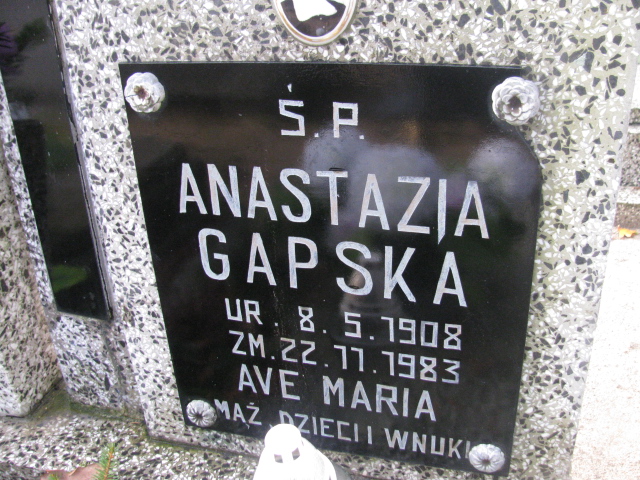 Ś.P.
ANASTAZJA
GAPSKA
UR. 8.5.1908
ZM. 22.11.1983
AVE MARIA
MĄŻ, DZIECI I WNUKI